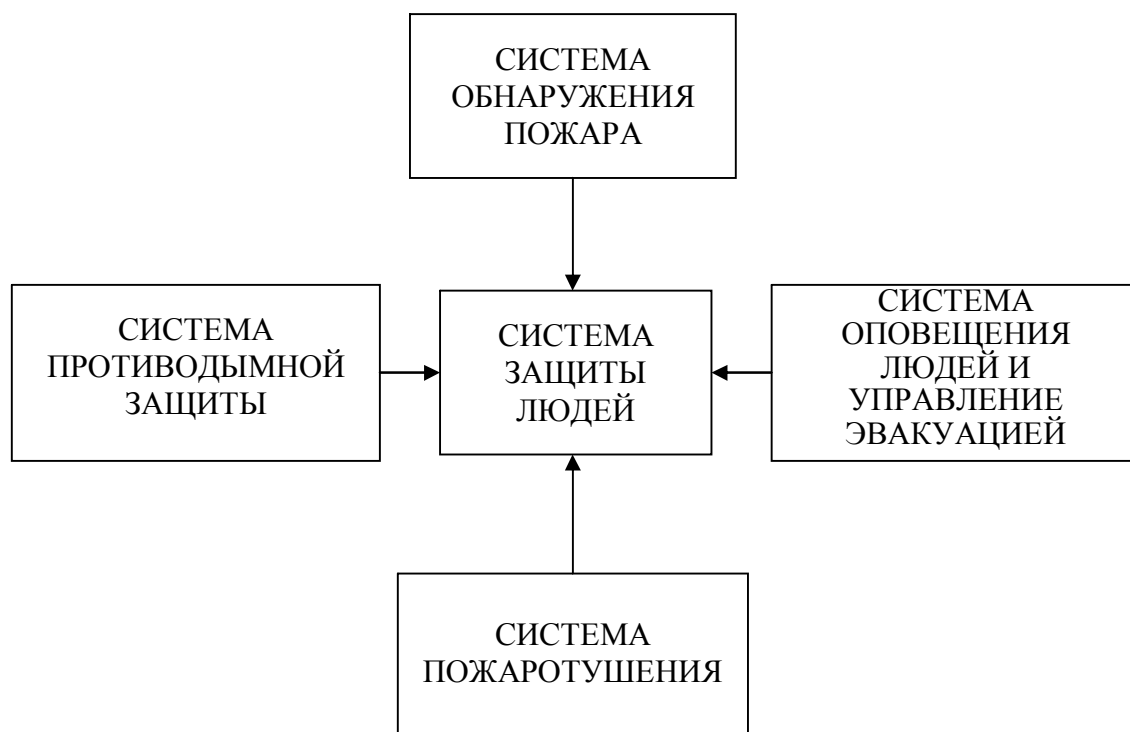 СИСТЕМА
ОБНАРУЖЕНИЯ
ПОЖАРА
СИСТЕМА
ПРОТИВОДЫМНОЙ
ЗАЩИТЫ
СИСТЕМА
ЗАЩИТЫ
ЛЮДЕЙ
СИСТЕМА
ОПОВЕЩЕНИЯ
ЛЮДЕЙ И
УПРАВЛЕНИЕ
ЭВАКУАЦИЕЙ
СИСТЕМА
ПОЖАРОТУШЕНИЯ